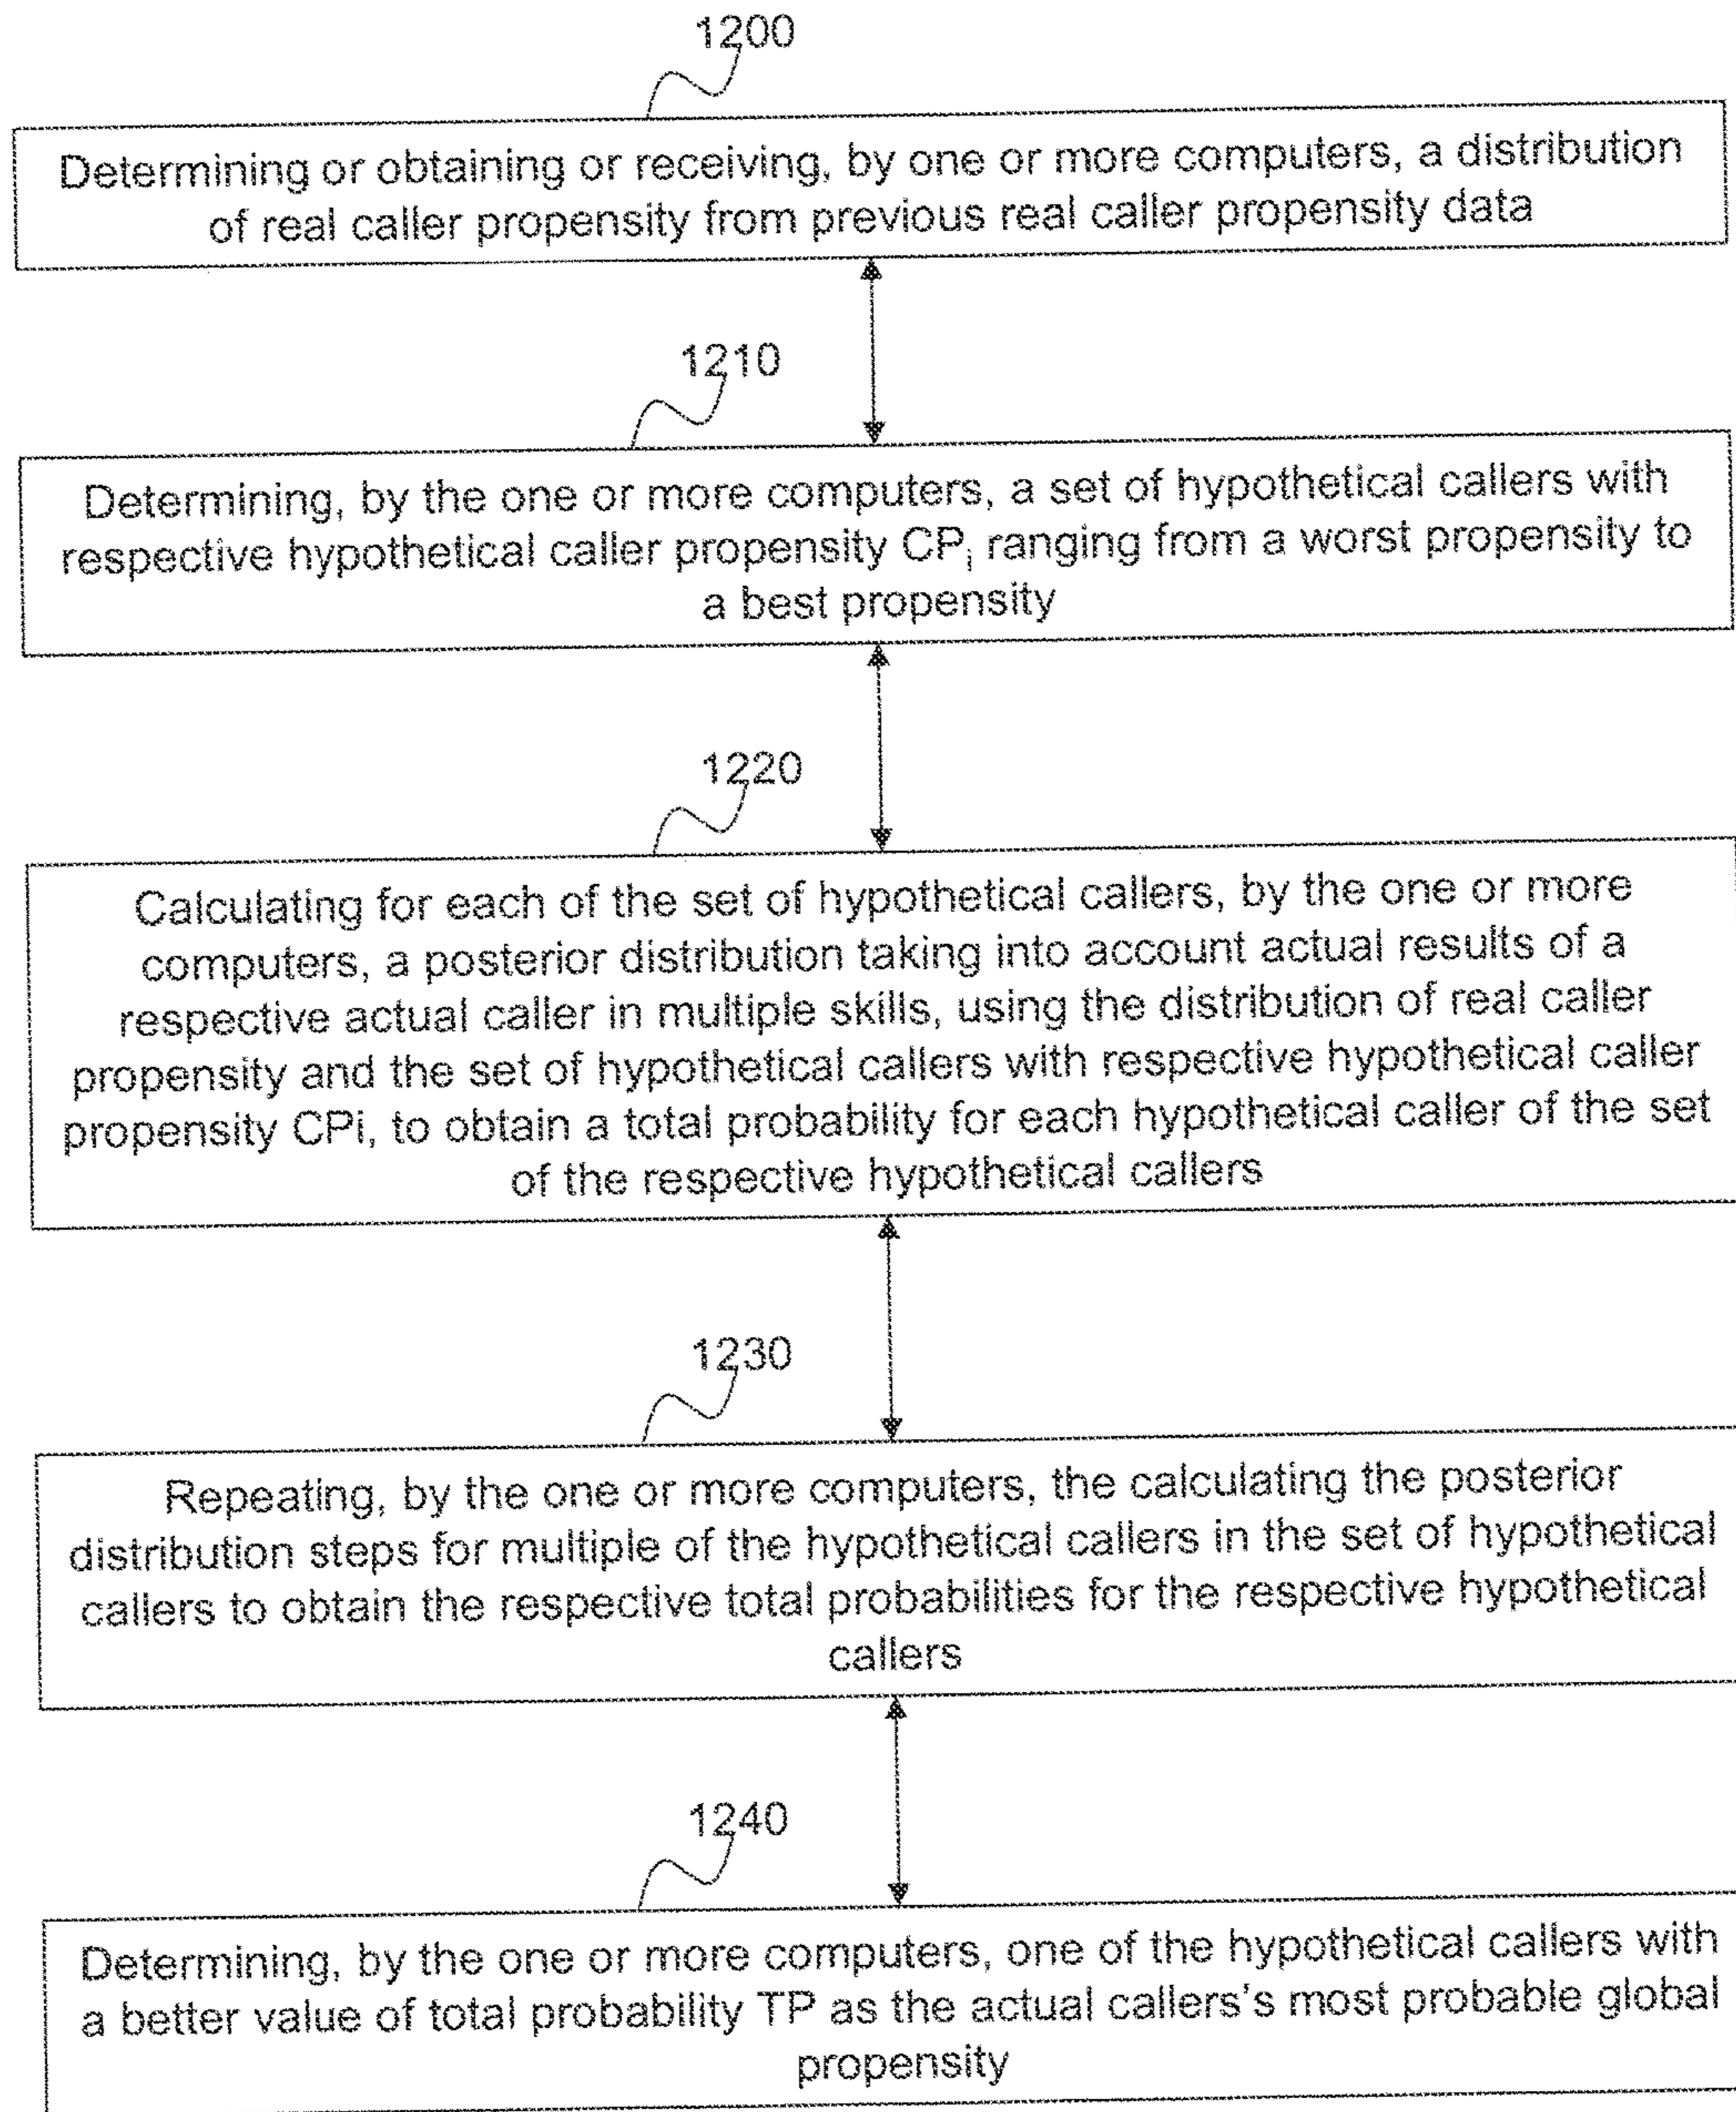 1200
Determining or obtaining or receiving, by one or more computers, a distribution
of real caller propensity from previous real caller propensity data
1210
Determining, by the one or more computers, a set of hypothetical callers with
respective hypothetical caller propensity CPi ranging from a worst propensity to
a best propensity
1220
Calculating for each of the set of hypothetical callers, by the one or more
computers, a posterior distribution taking into account actual results of a
respective actual caller in multiple skills, using the distribution of real caller
propensity and the set of hypothetical callers with respective hypothetical caller
propensity CPi, to obtain a total probability for each hypothetical caller of the set
of the respective hypothetical callers
1230
Repeating, by the one or more computers, the calculating the posterior
distribution steps for multiple of the hypothetical callers in the set of hypothetical
callers to obtain the respective total probabilities for the respective hypothetical
callers
1240
Determining, by the one or more computers, one of the hypothetical callers with
a better value of total probability TP as the actual callers's most probable global
propensity